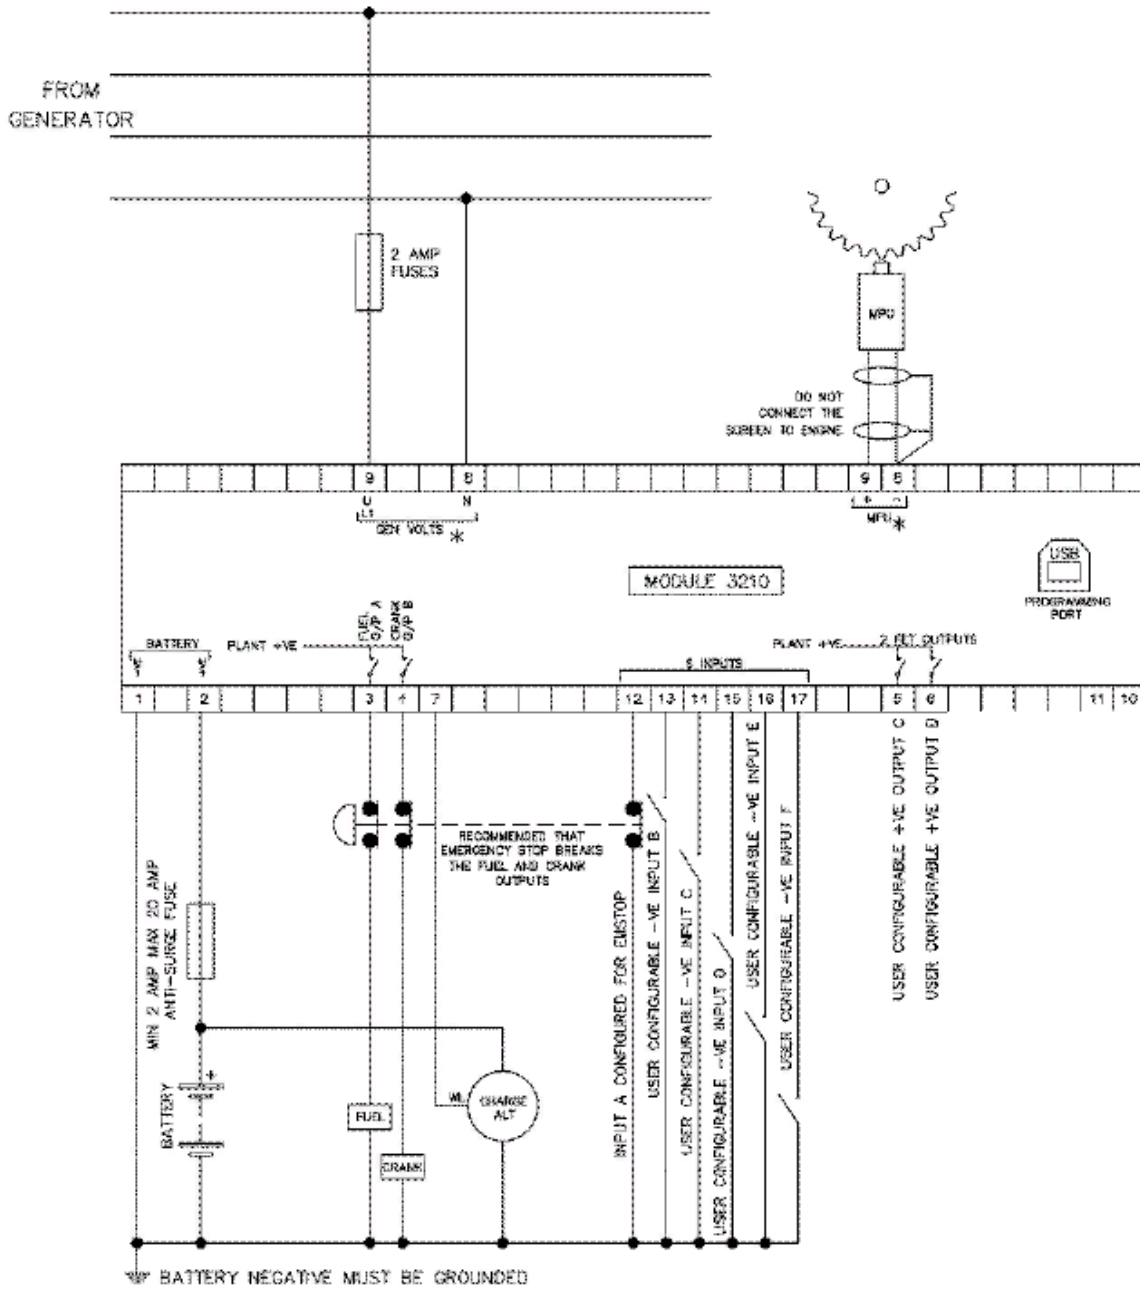 FROM
GENERATOR
2 AMP
FUSES
MPU
DO NOT
CONNECT THE
SCREEN TO ENGINE
9
8
9
8
U
L1
N
GEN VOLTS *
+ -
MPU *
MODULE 3210
USB
PROGRAMMING
PORT
BATTERY
-VE
+VE
PLANT +VE
FUEL
O/P A
CRANK
O/P B
6 INPUTS
PLANT +VE
2 FET OUTPUTS
1
2
3
4
7
12
13
14
15
16
17
5
6
11
10
RECOMMENDED THAT
EMERGENCY STOP BREAKS
THE FUEL AND CRANK
OUTPUTS
MIN 2 AMP MAX 20 AMP
ANTI-SURGE FUSE
BATTERY
+
FUEL
CRANK
WL
CHARGE
ALT
INPUT A CONFIGURED FOR EMSTOP
USER CONFIGURABLE -VE INPUT B
USER CONFIGURABLE -VE INPUT C
USER CONFIGURABLE -VE INPUT D
USER CONFIGURABLE -VE INPUT E
USER CONFIGURABLE -VE INPUT F
USER CONFIGURABLE +VE OUTPUT C
USER CONFIGURABLE +VE OUTPUT D
BATTERY NEGATIVE MUST BE GROUNDED